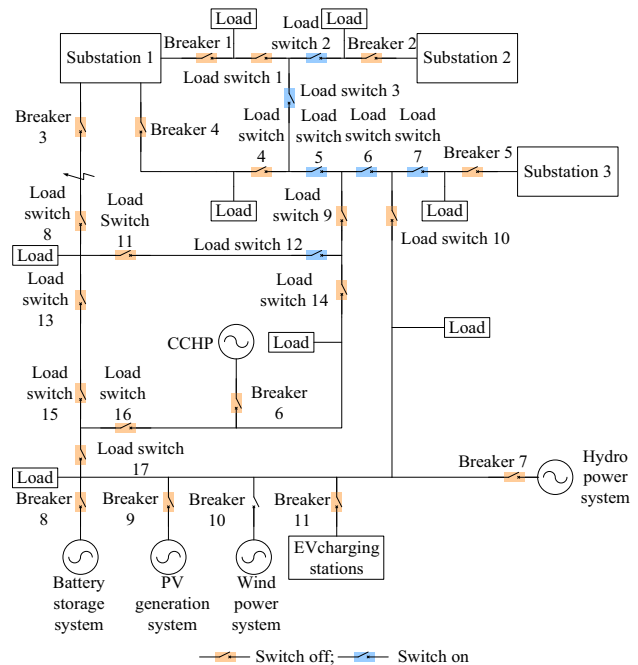 Load
Load
Load
Breaker 1
switch 2
Breaker 2
Substation 1
Substation 2
Load switch 1
Load switch 3
Breaker
3
Breaker 4
Load
switch
4
Load
switch
5
Load
switch
6
Load
switch
7
Breaker 5
Substation 3
Load
Load
Load
switch 9
Load switch 10
Load
switch
8
Load
Switch
11
Load switch 12
Load
Load
switch
13
Load switch 14
Load
Load
CCHP
Load
switch
15
Load
switch
16
Breaker
6
Load switch
17
Load
Breaker
8
Breaker
9
Breaker
10
Breaker
11
Breaker 7
Hydro
power
system
EVcharging
stations
Battery
storage
system
PV
generation
system
Wind
power
system
Switch off;
Switch on